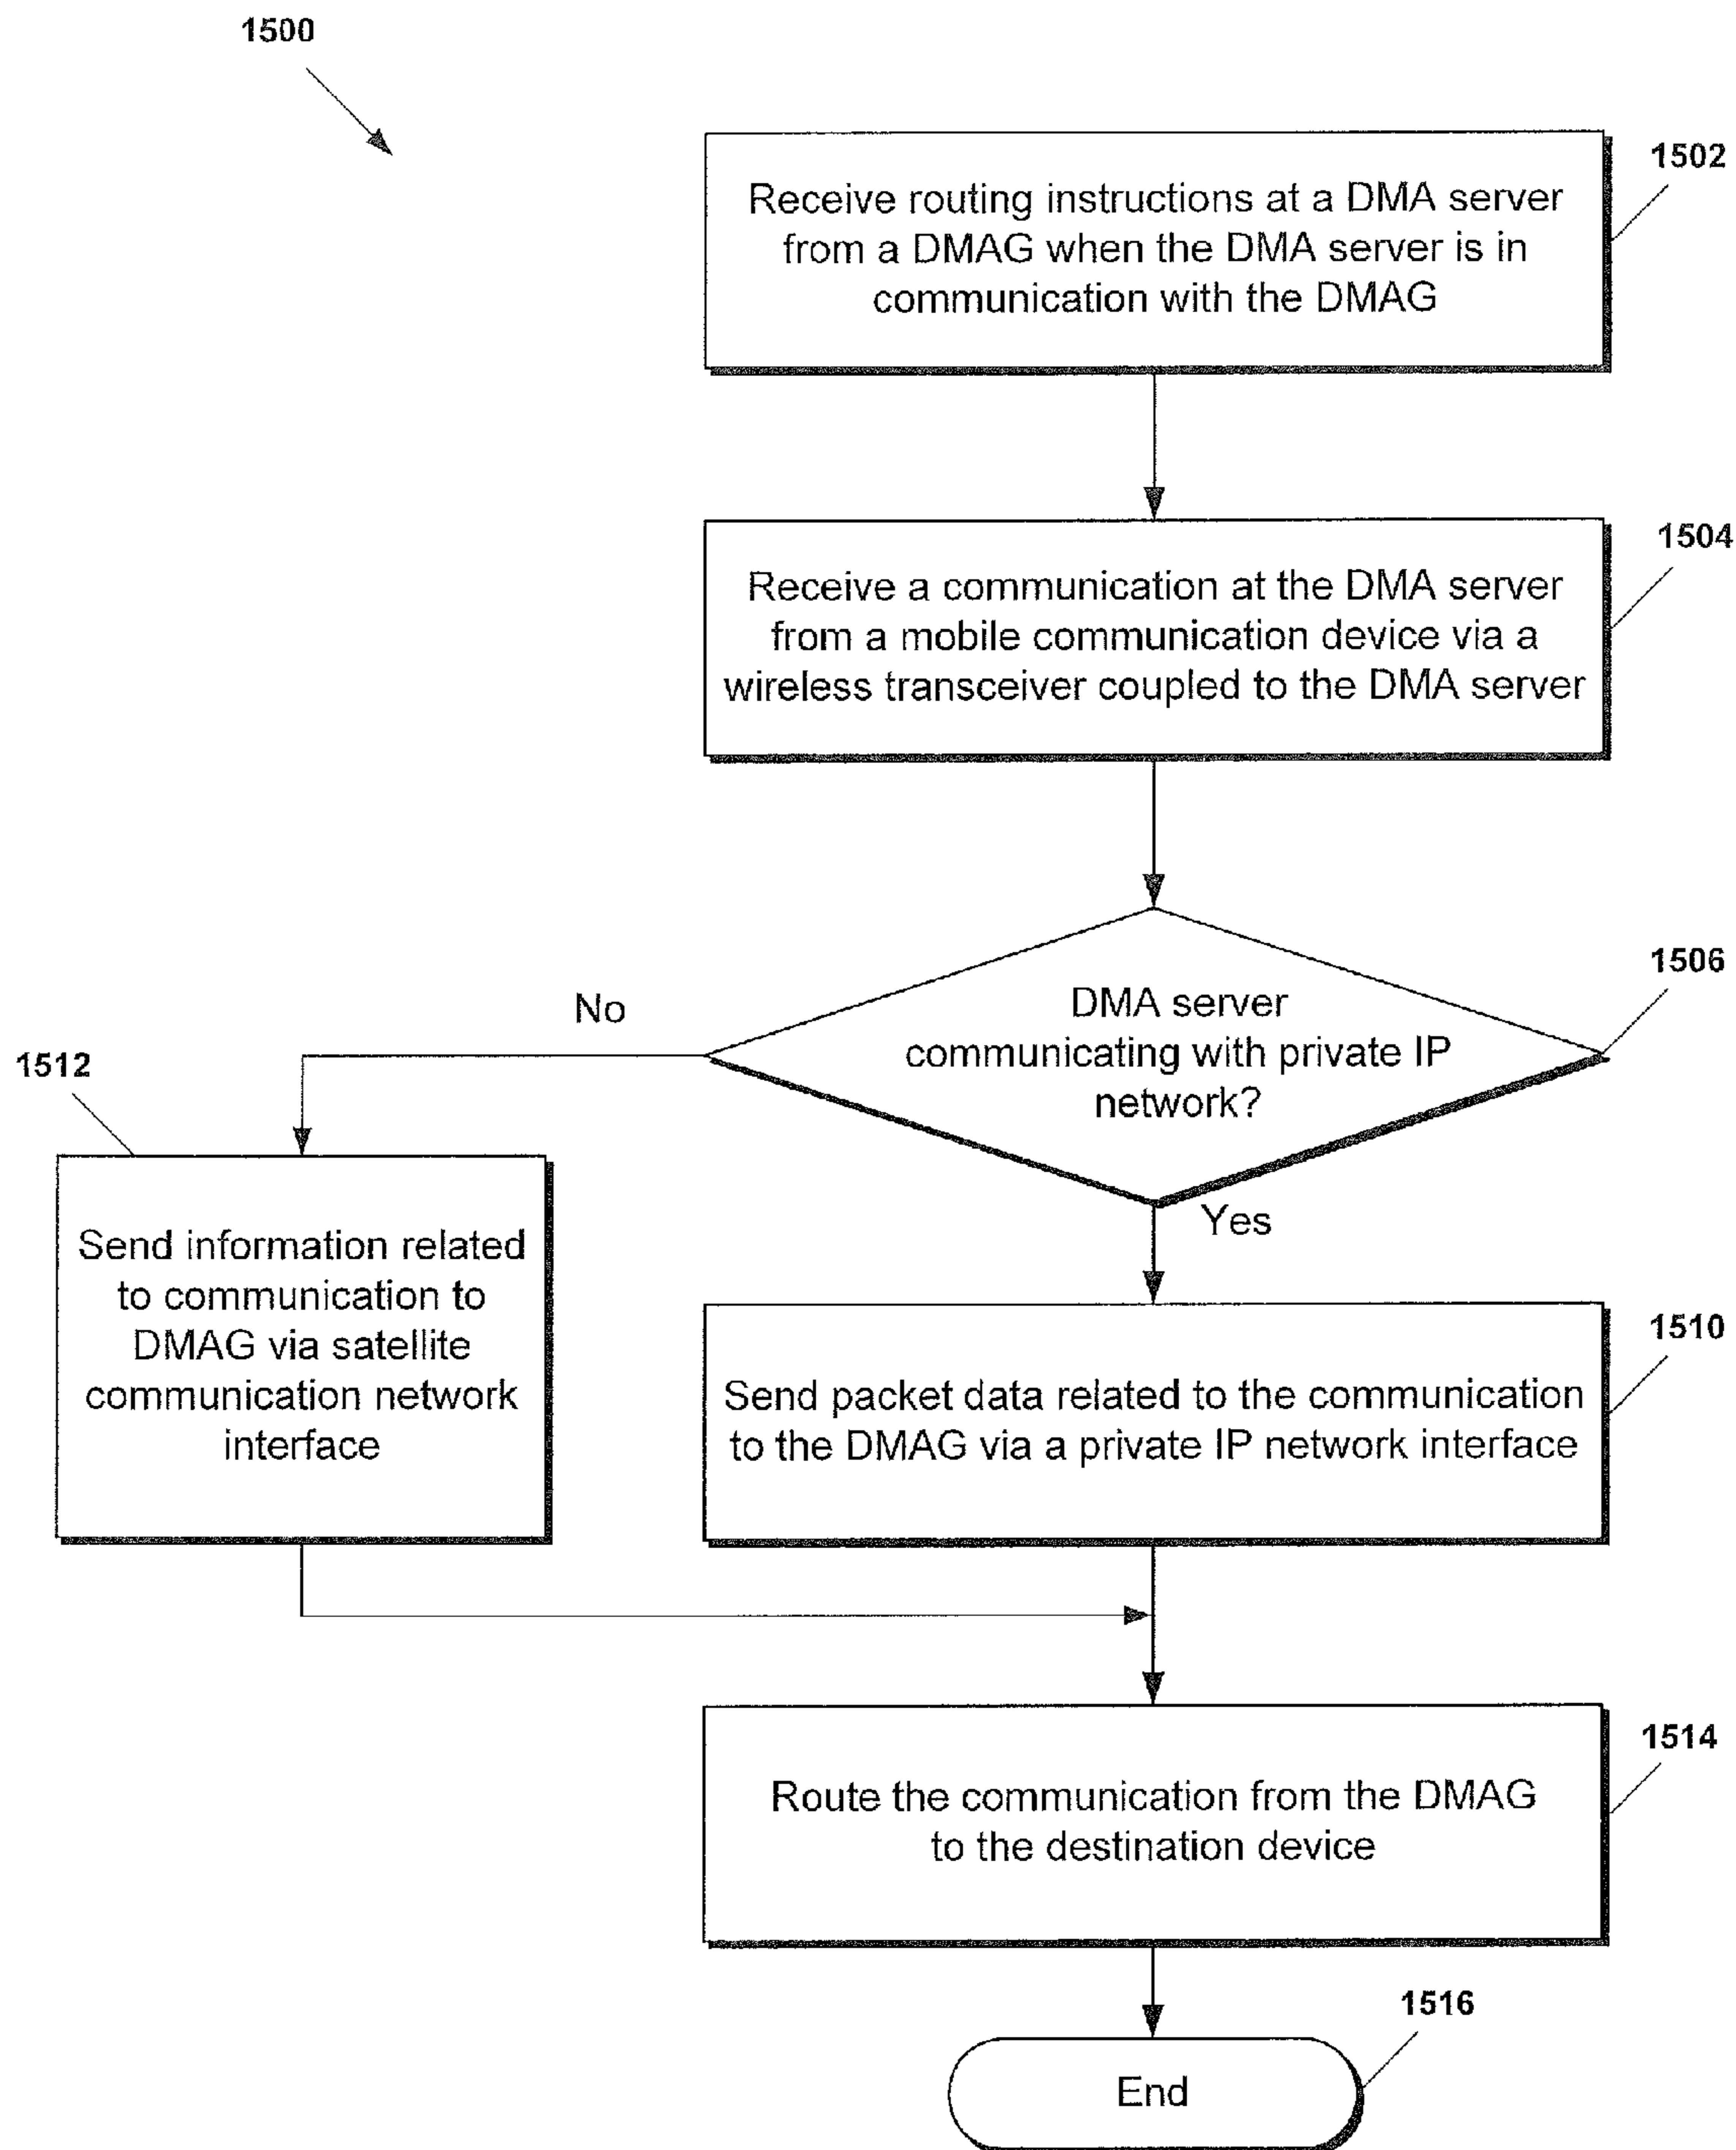 1500
1502
Receive routing instructions at a DMA server
from a DMAG when the DMA server is in
communication with the DMAG
1504
Receive a communication at the DMA server
from a mobile communication device via a
wireless transceiver coupled to the DMA server
1506
DMA server
communicating with private IP
network?
No
Yes
1512
Send information related
to communication to
DMAG via satellite
communication network
interface
1510
Send packet data related to the communication
to the DMAG via a private IP network interface
1514
Route the communication from the DMAG
to the destination device
1516
End